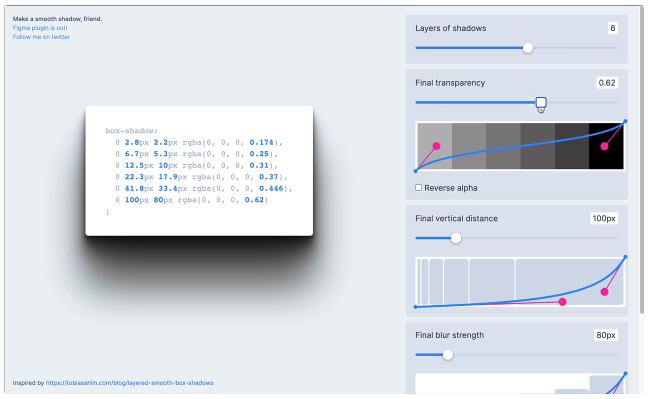 Make a smooth shadow, friend.
Figma plugin is out!
Follow me on twitter
box-shadow:
0 2.8px 2.2px rgba(0, 0, 0, 0.174),
0 6.7px 5.3px rgba(0, 0, 0, 0.25),
0 12.5px 10px rgba(0, 0, 0, 0.31),
0 22.3px 17.9px rgba(0, 0, 0, 0.37),
0 41.8px 33.4px rgba(0, 0, 0, 0.446),
0 100px 80px rgba(0, 0, 0, 0.62)
;
Inspired by https://tobiasahlin.com/blog/layered-smooth-box-shadows
Layers of shadows 6
Final transparency 0.62
Reverse alpha
Final vertical distance 100px
Final blur strength 80px